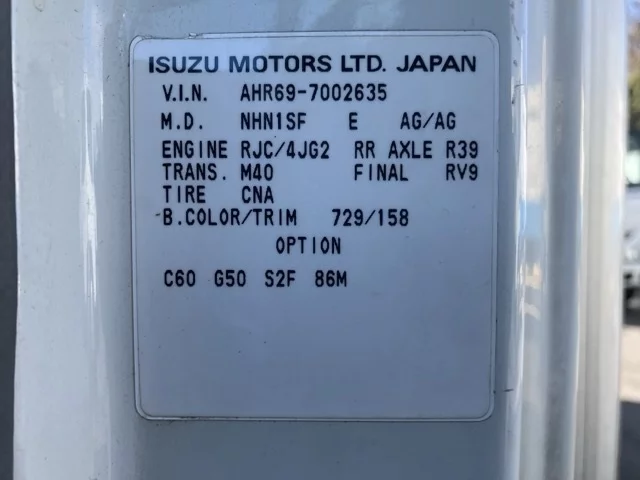 ISUZU MOTORS LTD. JAPAN
V.I.N. AHR69-7002635
M.D. NHN1SF E AG/AG
ENGINE RJC/4JG2 RR AXLE R39
TRANS. M40 FINAL RV9
TIRE CNA
B.COLOR/TRIM 729/158
OPTION
C60 G50 S2F 86M